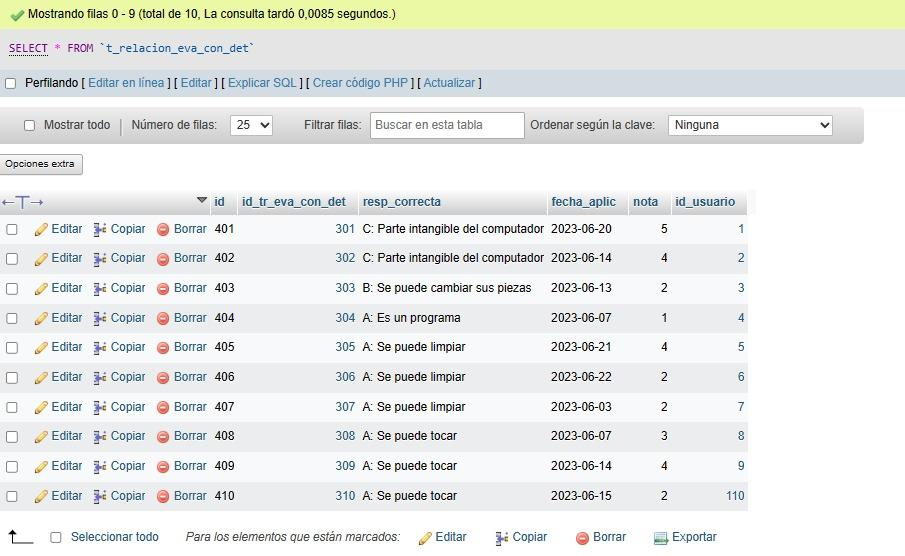 Mostrando filas 0 - 9 (total de 10, La consulta tardó 0,0085 segundos.)
SELECT * FROM `t_relacion_eva_con_det`
Perfilando [ Editar en línea ] [ Editar ] [ Explicar SQL ] [ Crear código PHP ] [ Actualizar ]
Mostrar todo Número de filas: 25 Filtrar filas: Buscar en esta tabla Ordenar según la clave: Ninguna
Opciones extra
←T→ id id_tr_eva_con_det resp_correcta fecha_aplic nota id_usuario
Editar Copiar Borrar 401 301 C: Parte intangible del computador 2023-06-20 5 1
Editar Copiar Borrar 402 302 C: Parte intangible del computador 2023-06-14 4 2
Editar Copiar Borrar 403 303 B: Se puede cambiar sus piezas 2023-06-13 2 3
Editar Copiar Borrar 404 304 A: Es un programa 2023-06-07 1 4
Editar Copiar Borrar 405 305 A: Se puede limpiar 2023-06-21 4 5
Editar Copiar Borrar 406 306 A: Se puede limpiar 2023-06-22 2 6
Editar Copiar Borrar 407 307 A: Se puede limpiar 2023-06-03 2 7
Editar Copiar Borrar 408 308 A: Se puede tocar 2023-06-07 3 8
Editar Copiar Borrar 409 309 A: Se puede tocar 2023-06-14 4 9
Editar Copiar Borrar 410 310 A: Se puede tocar 2023-06-15 2 110
Seleccionar todo Para los elementos que están marcados: Editar Copiar Borrar Exportar